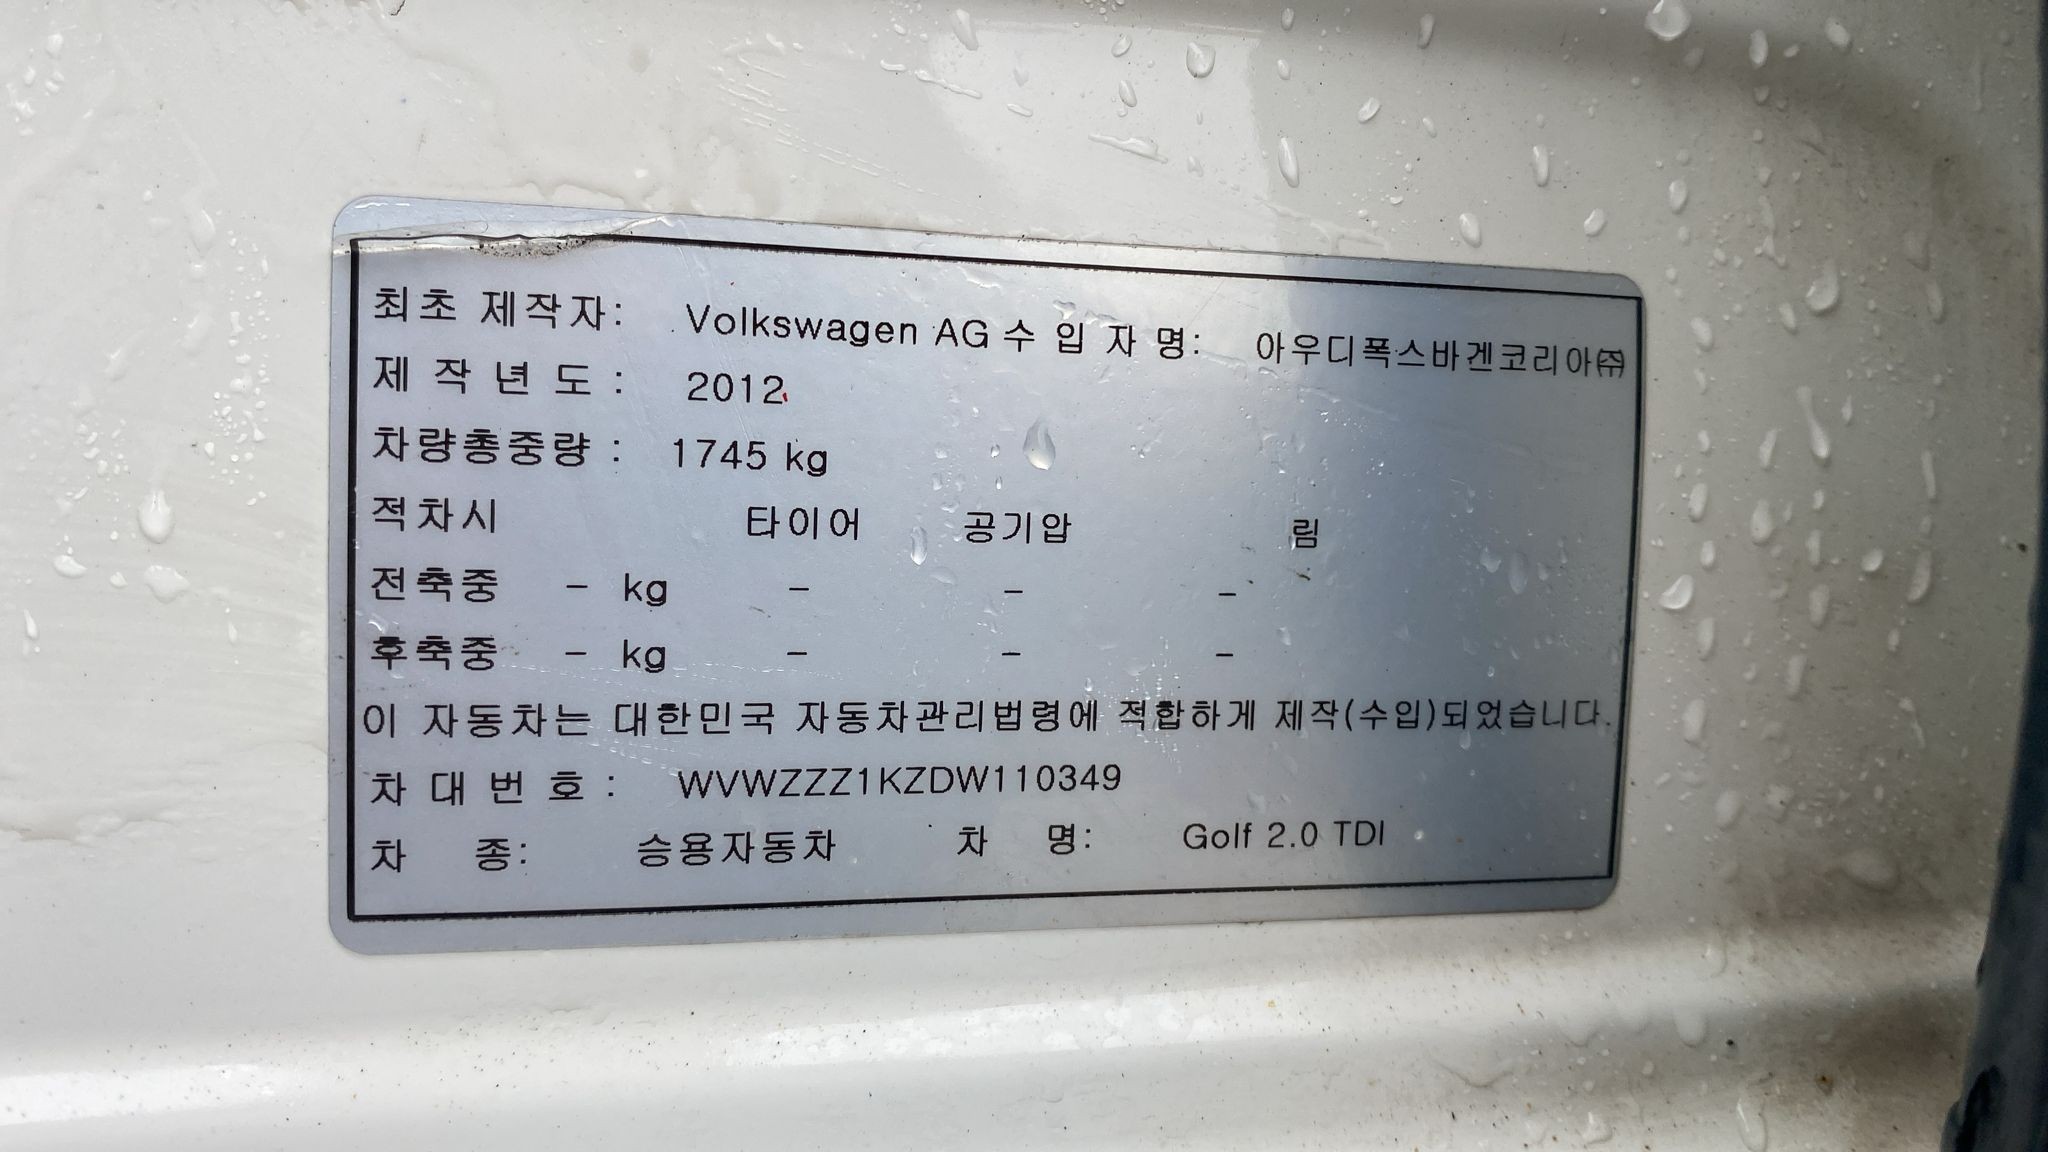 최초 제작자: Volkswagen AG 수 입 자 명: 아우디폭스바겐코리아㈜
제 작 년 도 : 2012
차량총중량 : 1745 kg
적차시 타이어 공기압 림
전축중 - kg - - -
후축중 - kg - - -
이 자동차는 대한민국 자동차관리법령에 적합하게 제작(수입)되었습니다.
차 대 번 호 : WVWZZZ1KZDW110349
차 종: 승용자동차 차 명: Golf 2.0 TDI